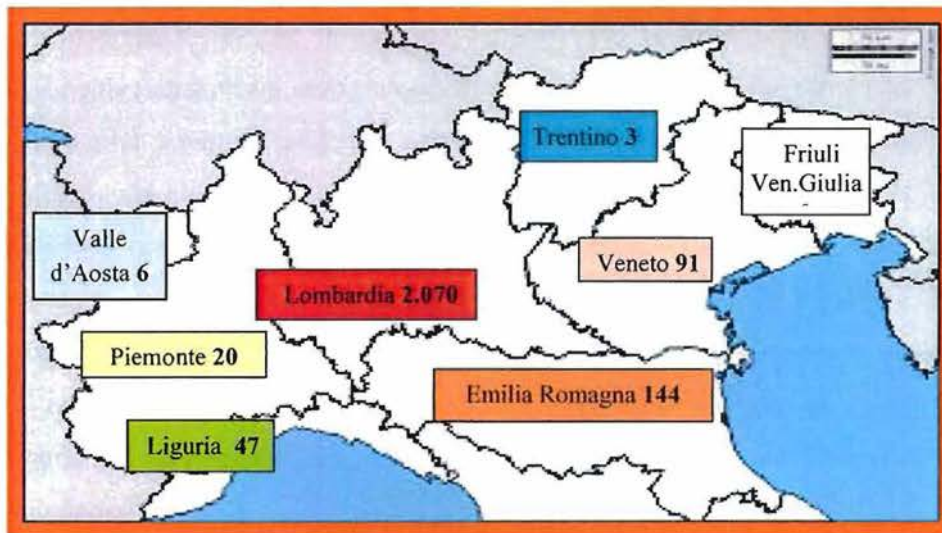 Trentino 3
Friuli
Ven.Giulia
-
Valle
d'Aosta 6
Veneto 91
Lombardia 2.070
Piemonte 20
Emilia Romagna 144
Liguria 47